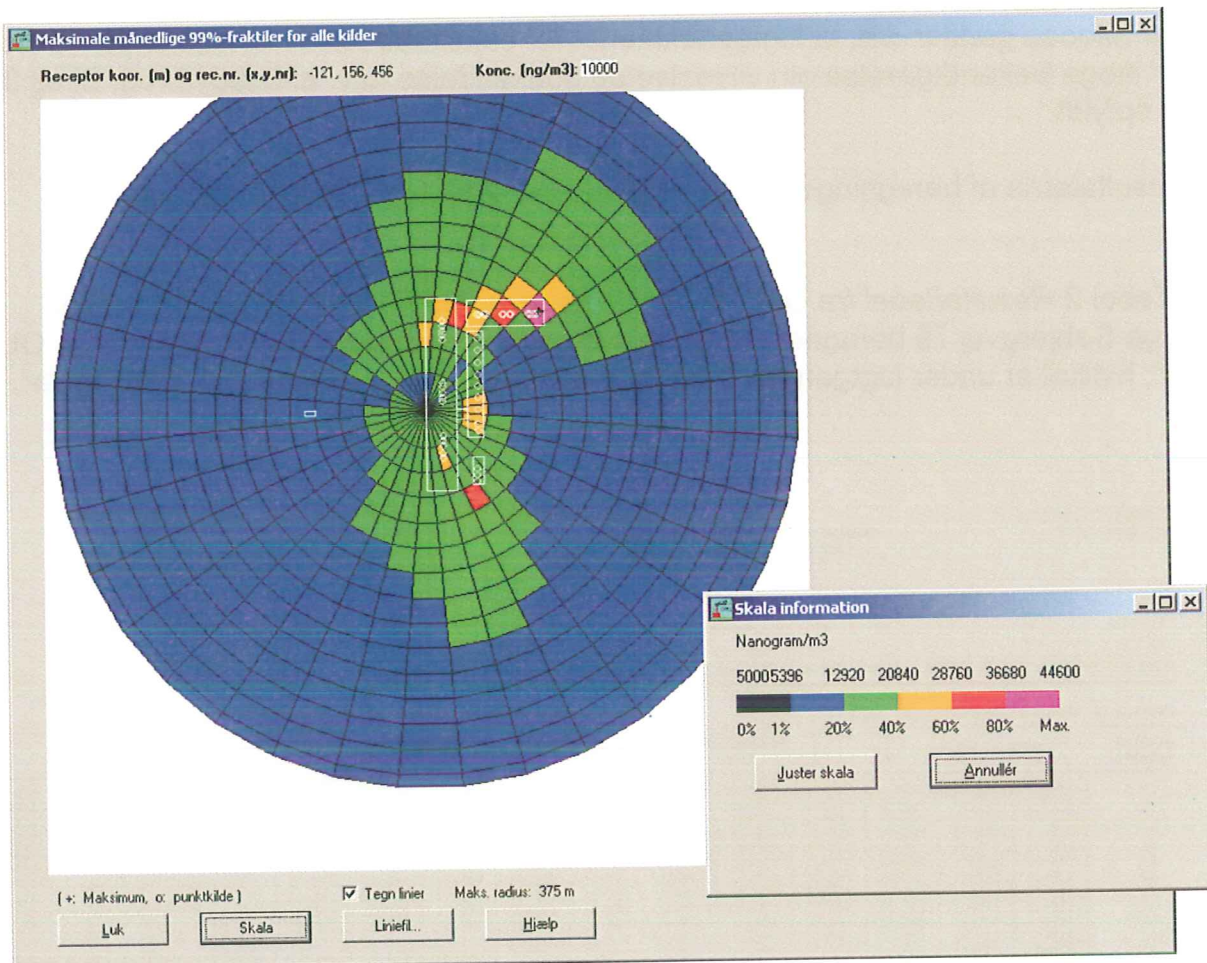 Maksimale månedlige 99%-fraktiler for alle kilder
Receptor koor. (m) og rec.nr. (x,y,nr): -121, 156, 456 Konc. (ng/m3): 10000
Skala information
Nanogram/m3
5000 5396 12920 20840 28760 36680 44600
0% 1% 20% 40% 60% 80% Max.
Juster skala Annullér
( +: Maksimum, o: punktkilde ) Tegn linier Maks. radius: 375 m
Luk Skala Liniefil... Hjælp